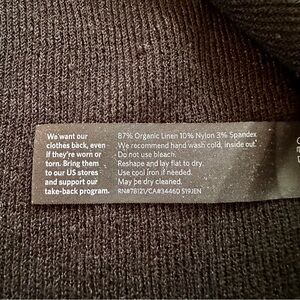 We want our
clothes back, even
if they're worn or
torn. Bring them
to our US stores
and support our
take-back program.
87% Organic Linen 10% Nylon 3% Spandex
We recommend hand wash cold, inside out.
Do not use bleach.
Reshape and lay flat to dry.
Use cool iron if needed.
May be dry cleaned.
RN#78121/CA#34460 S19JEN